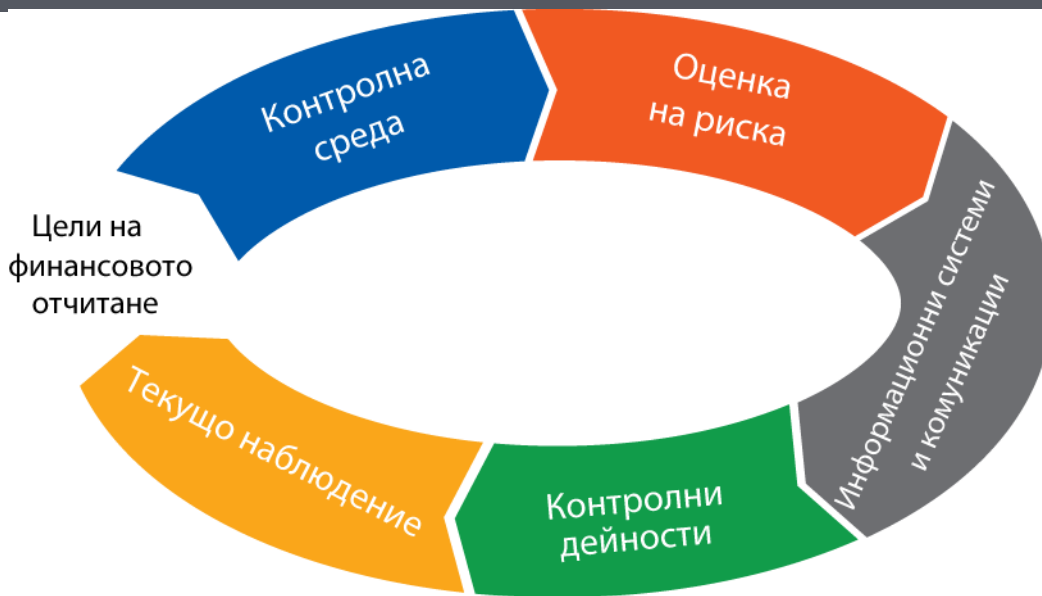 Контролна
среда
Оценка
на риска
Информационни системи
и комуникации
Контролни
дейности
Текущо наблюдение
Цели на
финансовото
отчитане